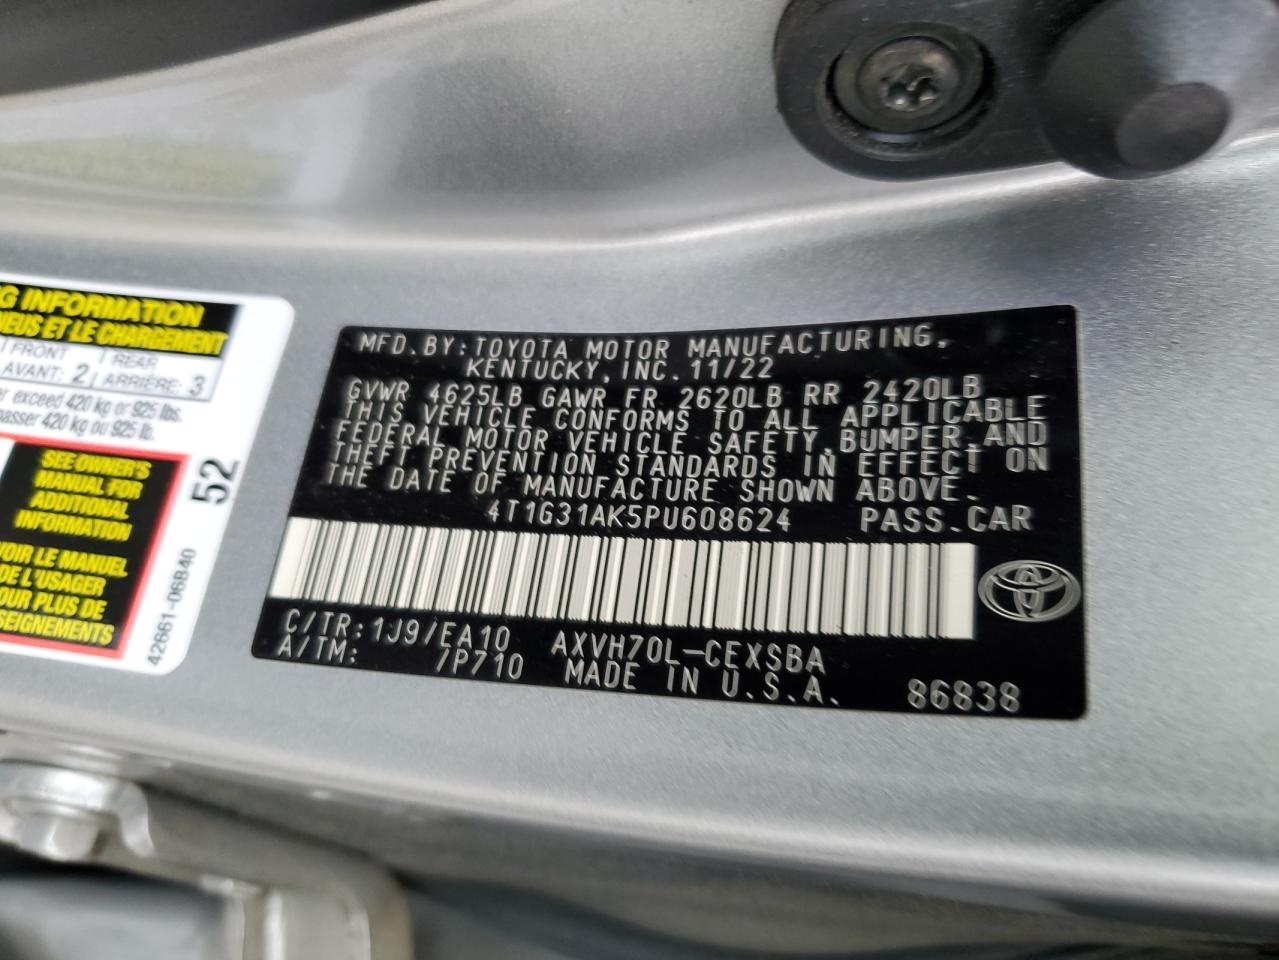 G INFORMATION
NEUS ET LE CHARGEMENT
FRONT REAR
AVANT: 2 ARRIÈRE: 3
er exceed 420 kg or 925 lbs.
passer 420 kg ou 925 lb.
SEE OWNER'S
MANUAL FOR
ADDITIONAL
INFORMATION
VOIR LE MANUEL
DE L'USAGER
POUR PLUS DE
SEIGNEMENTS
52
42661-06B40
MFD. BY: TOYOTA MOTOR MANUFACTURING,
KENTUCKY, INC. 11/22
GVWR 4625LB GAWR FR 2620LB RR 2420LB
THIS VEHICLE CONFORMS TO ALL APPLICABLE
FEDERAL MOTOR VEHICLE SAFETY, BUMPER, AND
THEFT PREVENTION STANDARDS IN EFFECT ON
THE DATE OF MANUFACTURE SHOWN ABOVE.
4T1G31AK5PU608624 PASS. CAR
C/TR: 1J9/EA10 AXVH70L-CEXSBA
A/TM: /P710 MADE IN U.S.A. 86838